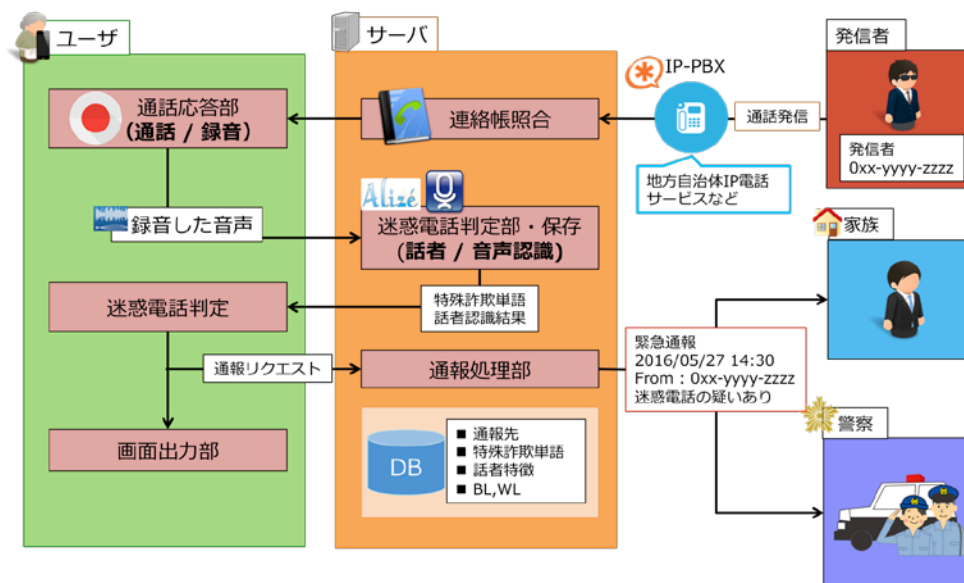 ユーザ
サーバ
発信者
IP-PBX
通話応答部
(通話 / 録音)
連絡帳照合
通話発信
発信者
0xx-yyyy-zzzz
地方自治体IP電話
サービスなど
Alizé
録音した音声
迷惑電話判定部・保存
(話者 / 音声認識)
家族
迷惑電話判定
特殊詐欺単語
話者認識結果
緊急通報
2016/05/27 14:30
From : 0xx-yyyy-zzzz
迷惑電話の疑いあり
通報リクエスト
通報処理部
警察
画面出力部
DB
■ 通報先
■ 特殊詐欺単語
■ 話者特徴
■ BL,WL